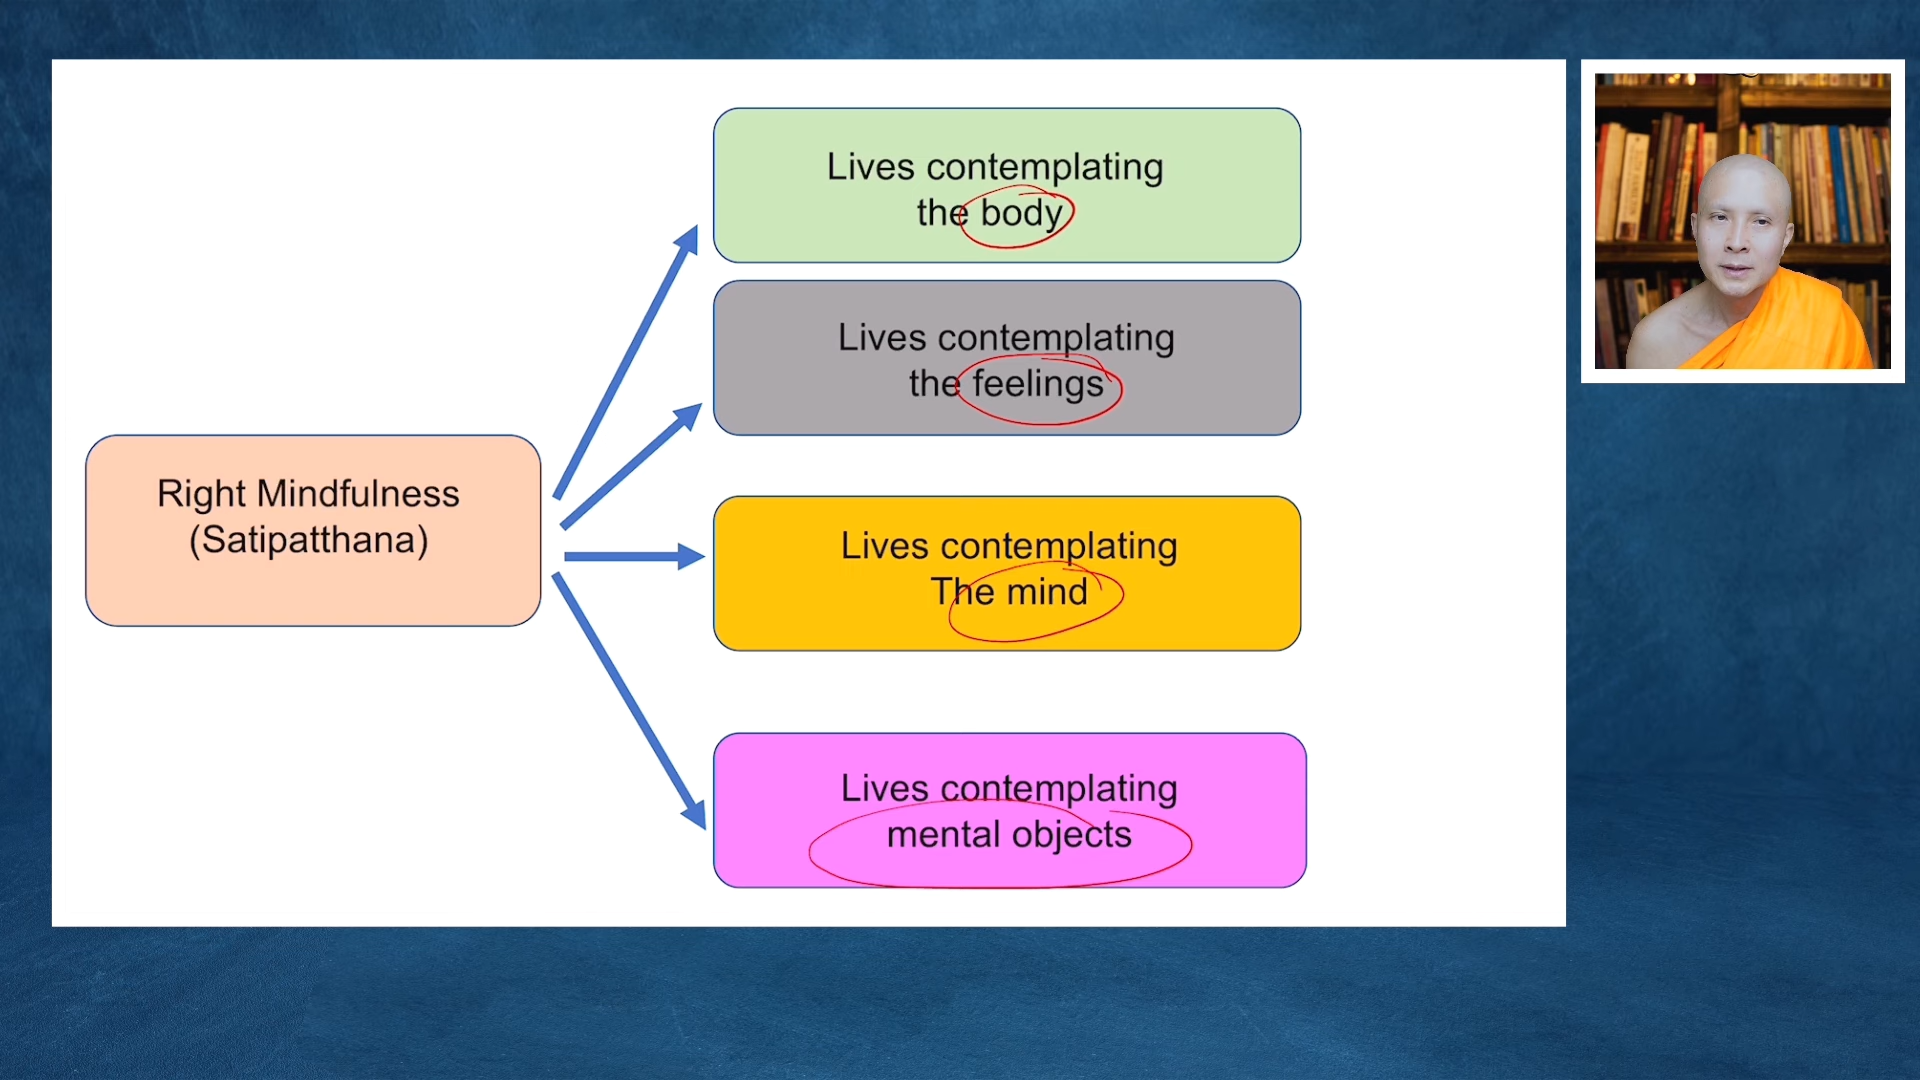 Right Mindfulness
(Satipatthana)
Lives contemplating
the body
Lives contemplating
the feelings
Lives contemplating
The mind
Lives contemplating
mental objects